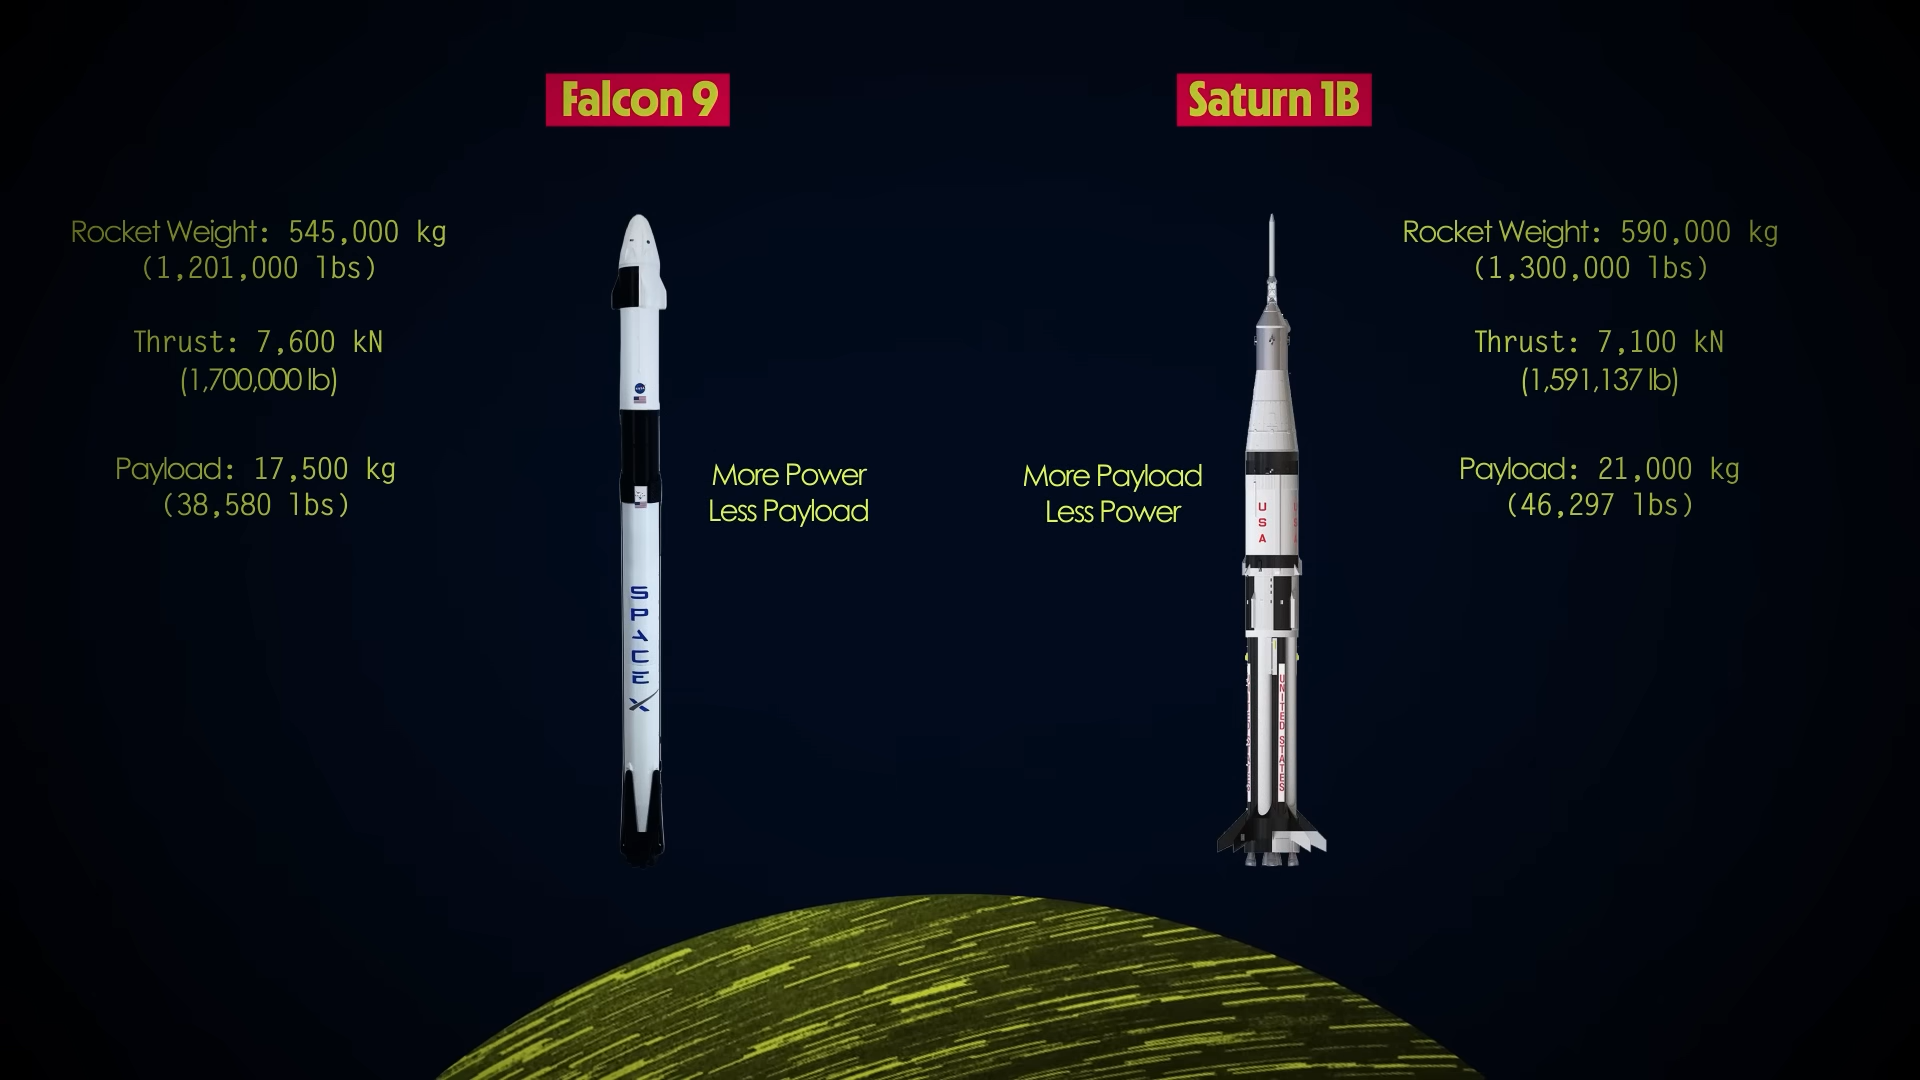 Falcon 9
Saturn 1B
Rocket Weight: 545,000 kg
(1,201,000 lbs)
Thrust: 7,600 kN
(1,700,000 lb)
Payload: 17,500 kg
(38,580 lbs)
More Power
Less Payload
SPACEX
More Payload
Less Power
USA
UNITED STATES
Rocket Weight: 590,000 kg
(1,300,000 lbs)
Thrust: 7,100 kN
(1,591,137 lb)
Payload: 21,000 kg
(46,297 lbs)